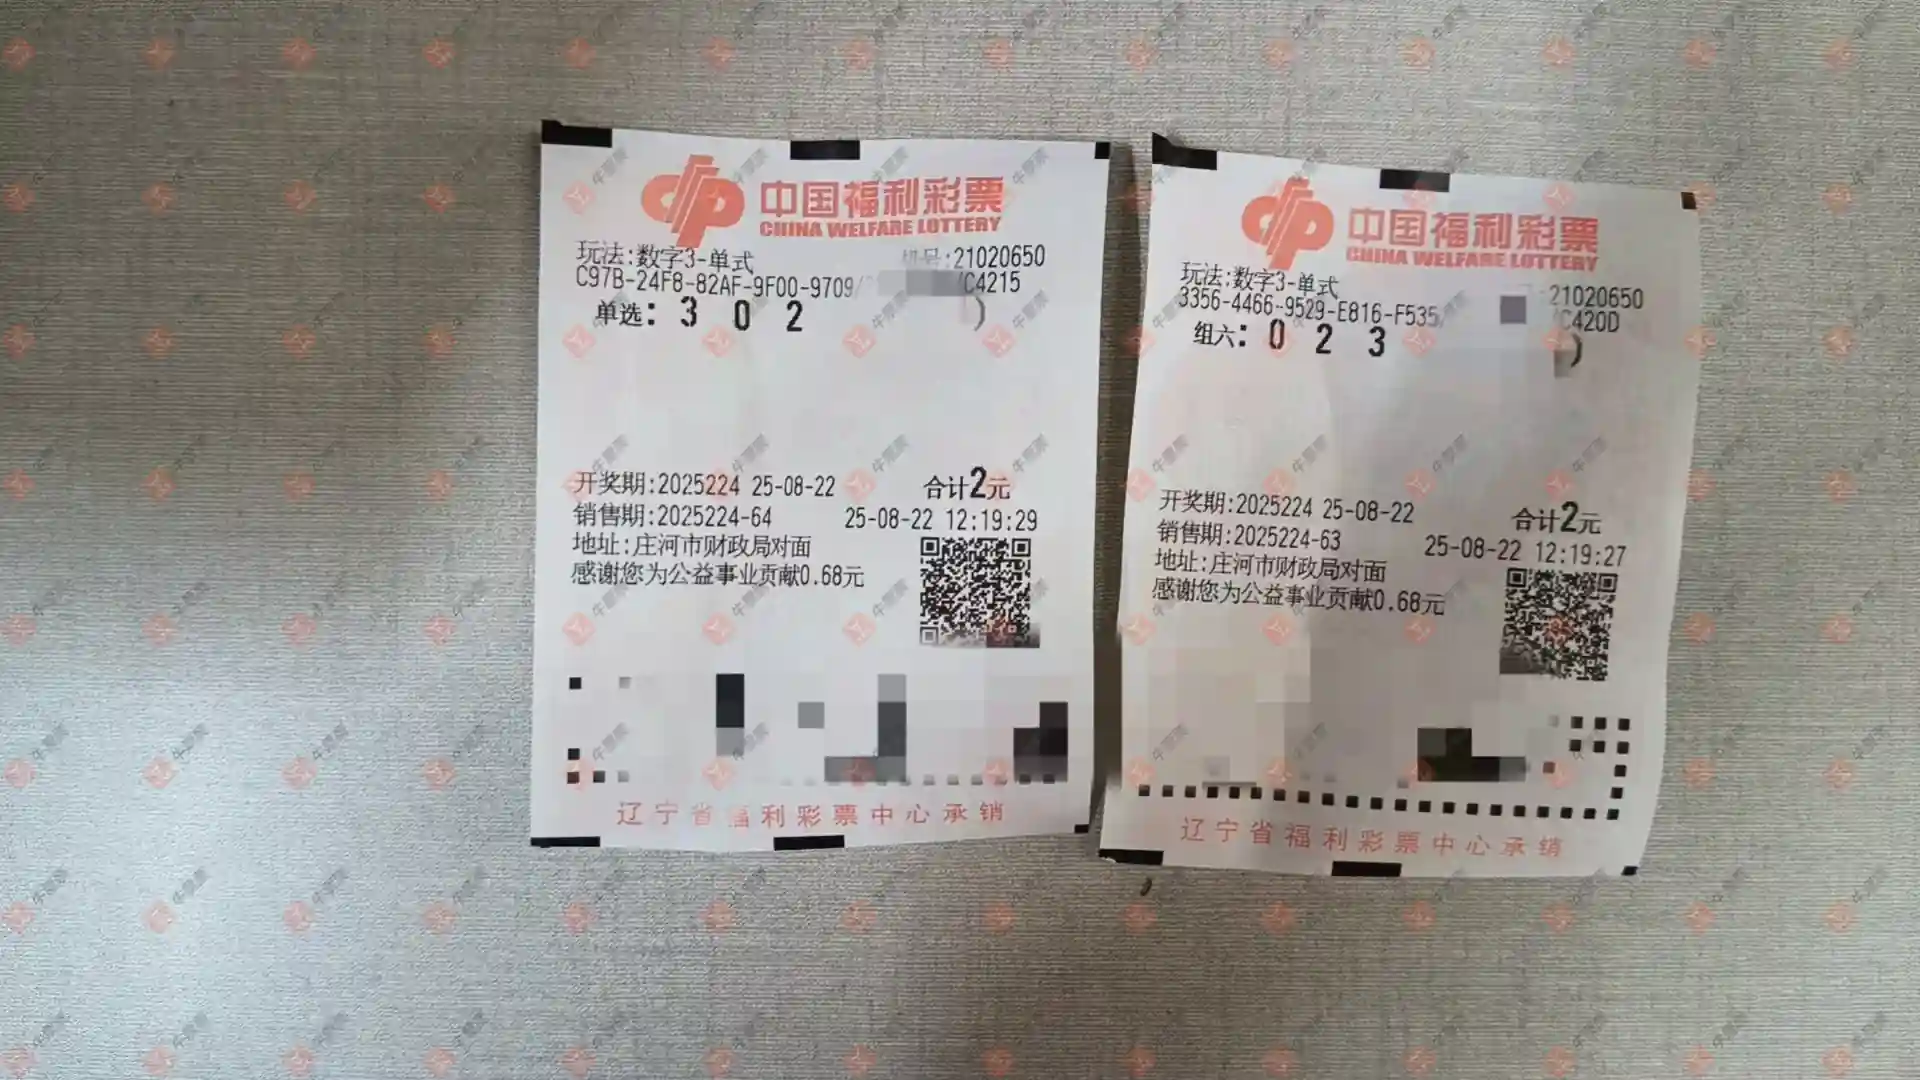 中国福利彩票
CHINA WELFARE LOTTERY
玩法:数字3-单式 机号:21020650
C97B-24F8-82AF-9F00-9709/ /C4215
单选: 3 0 2 )
开奖期:2025224 25-08-22 合计2元
销售期:2025224-64 25-08-22 12:19:29
地址:庄河市财政局对面
感谢您为公益事业贡献0.68元
辽宁省福利彩票中心承销
中国福利彩票
CHINA WELFARE LOTTERY
玩法:数字3-单式 21020650
3356-4466-9529-E816-F535/ /C420D
组六: 0 2 3 )
开奖期:2025224 25-08-22 合计2元
销售期:2025224-63 25-08-22 12:19:27
地址:庄河市财政局对面
感谢您为公益事业贡献0.68元
辽宁省福利彩票中心承销